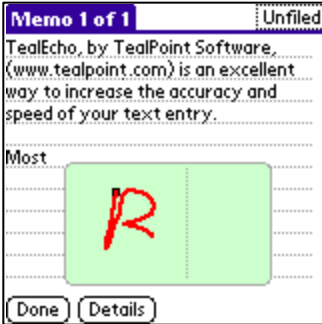 Memo 1 of 1 Unfiled
TealEcho, by TealPoint Software,
(www.tealpoint.com) is an excellent
way to increase the accuracy and
speed of your text entry.
Most
R
Done Details